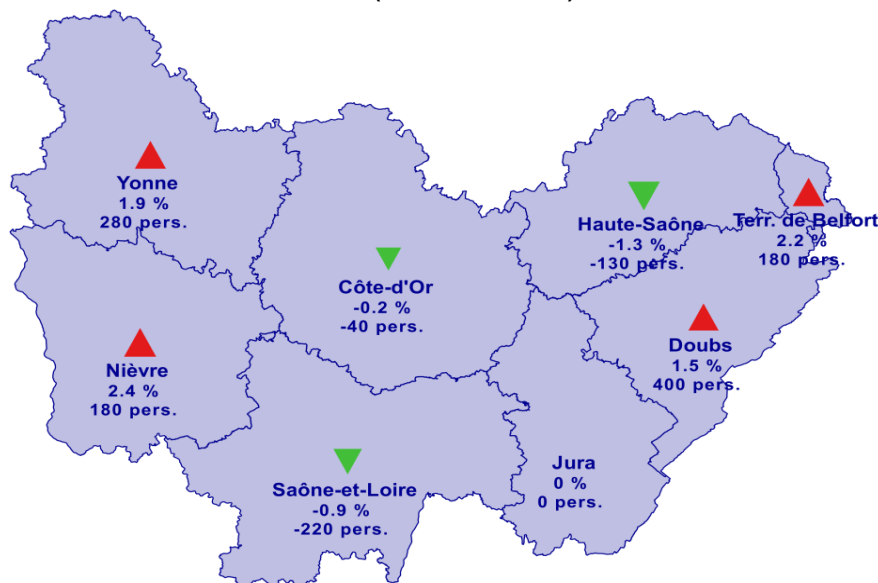 Yonne
1.9 %
280 pers.
Côte-d'Or
-0.2 %
-40 pers.
Haute-Saône
-1.3 %
-130 pers.
Terr. de Belfort
2.2 %
180 pers.
Nièvre
2.4 %
180 pers.
Doubs
1.5 %
400 pers.
Saône-et-Loire
-0.9 %
-220 pers.
Jura
0 %
0 pers.